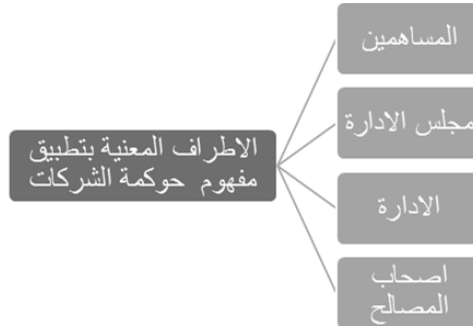 الاطراف المعنية بتطبيق
مفهوم حوكمة الشركات
المساهمين
مجلس الادارة
الادارة
اصحاب
المصالح